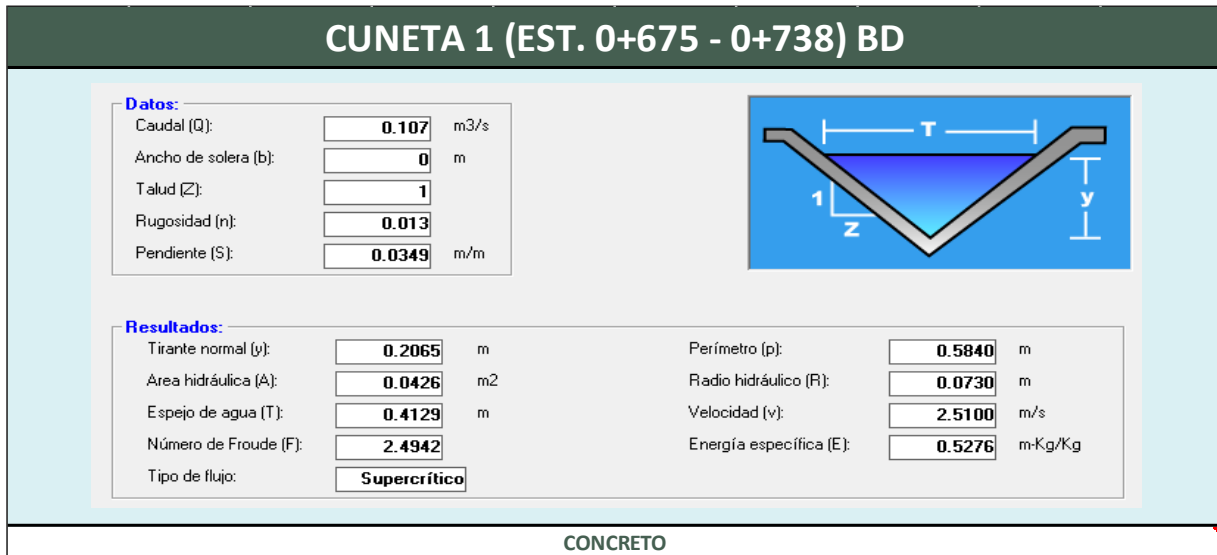 CUNETA 1 (EST. 0+675 - 0+738) BD
Datos:
Caudal (Q): 0.107 m3/s
Ancho de solera (b): 0 m
Talud (Z): 1
Rugosidad (n): 0.013
Pendiente (S): 0.0349 m/m
T
1
Z
y
Resultados:
Tirante normal (y): 0.2065 m Perímetro (p): 0.5840 m
Area hidráulica (A): 0.0426 m2 Radio hidráulico (R): 0.0730 m
Espejo de agua (T): 0.4129 m Velocidad (v): 2.5100 m/s
Número de Froude (F): 2.4942 Energía específica (E): 0.5276 m-Kg/Kg
Tipo de flujo: Supercrítico
CONCRETO